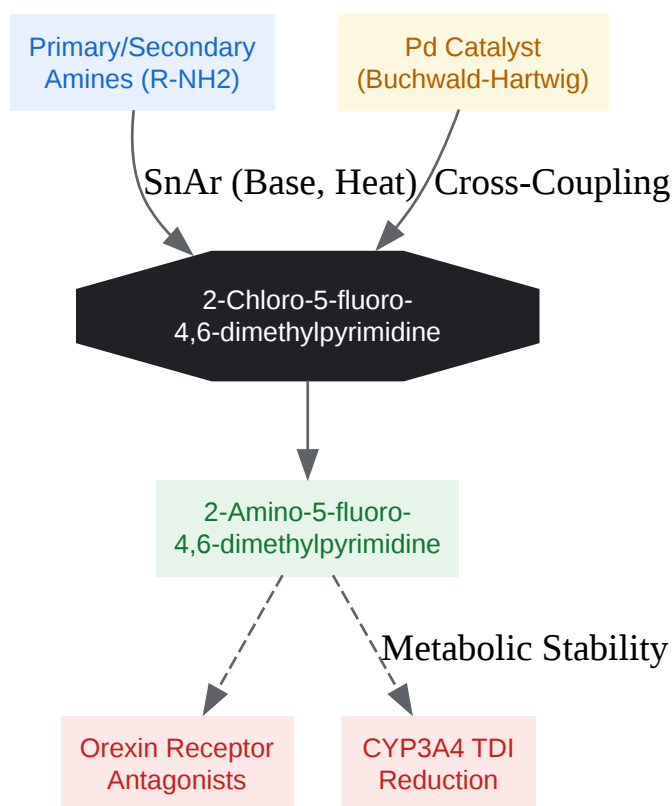 Primary/Secondary
Amines (R-NH2)
Pd Catalyst
(Buchwald-Hartwig)
SnAr (Base, Heat)
Cross-Coupling
2-Chloro-5-fluoro-
4,6-dimethylpyrimidine
2-Amino-5-fluoro-
4,6-dimethylpyrimidine
Metabolic Stability
Orexin Receptor
Antagonists
CYP3A4 TDI
Reduction